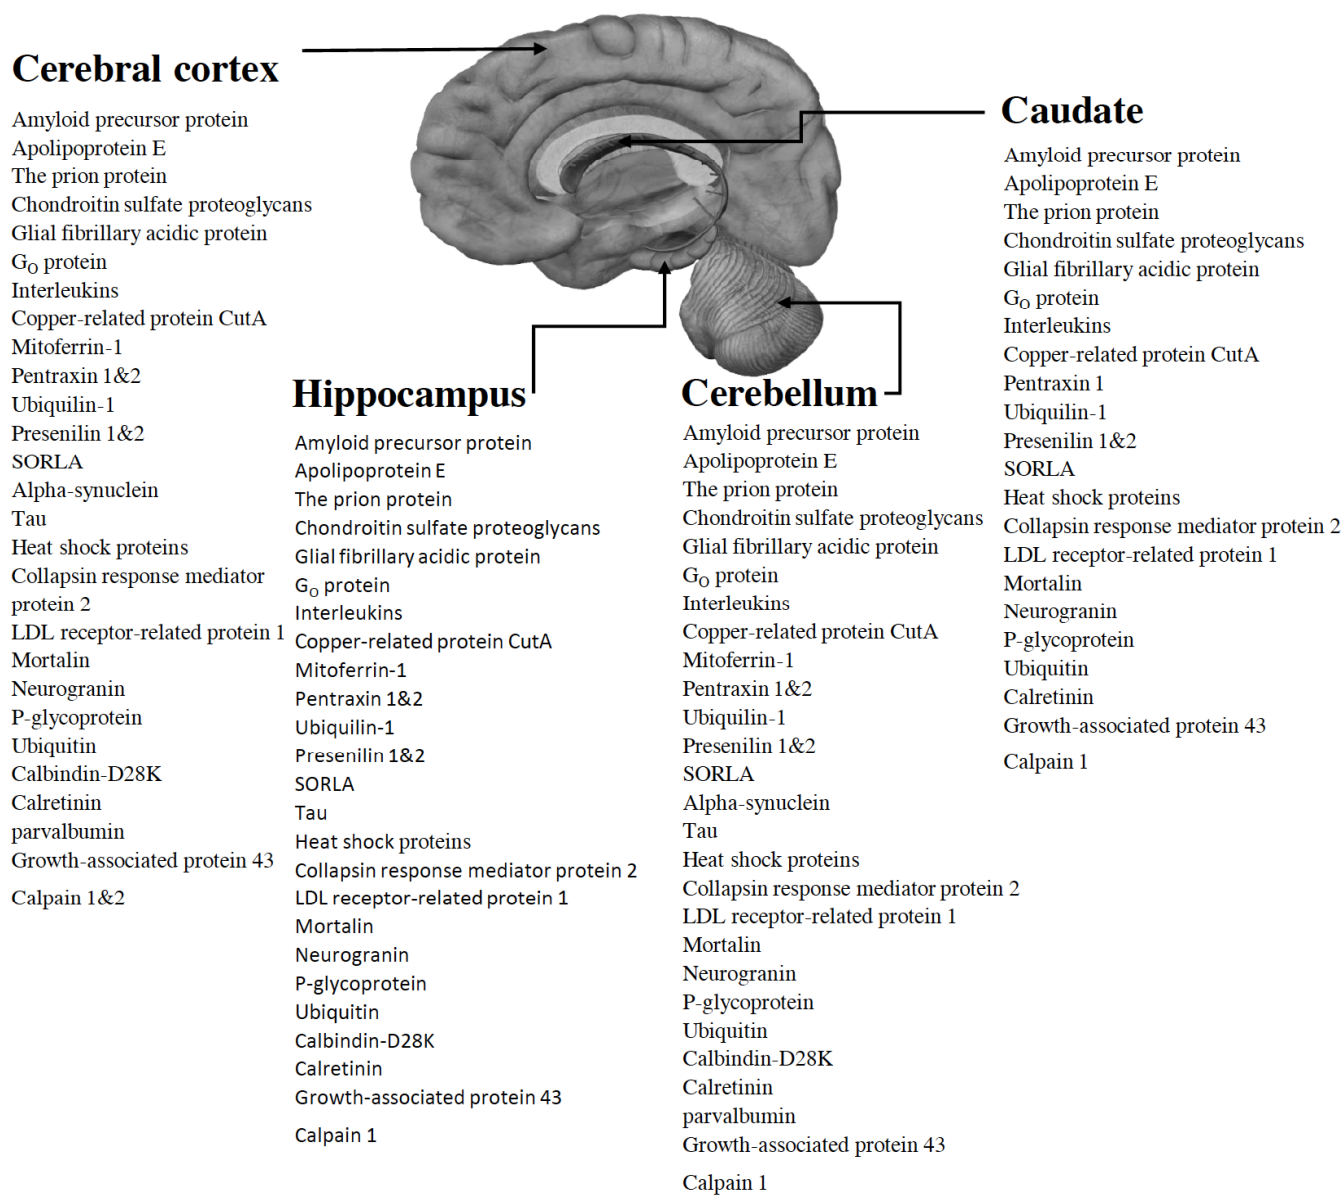 Cerebral cortex
Amyloid precursor protein
Apolipoprotein E
The prion protein
Chondroitin sulfate proteoglycans
Glial fibrillary acidic protein
GO protein
Interleukins
Copper-related protein CutA
Mitoferrin-1
Pentraxin 1&2
Ubiquilin-1
Presenilin 1&2
SORLA
Alpha-synuclein
Tau
Heat shock proteins
Collapsin response mediator
protein 2
LDL receptor-related protein 1
Mortalin
Neurogranin
P-glycoprotein
Ubiquitin
Calbindin-D28K
Calretinin
parvalbumin
Growth-associated protein 43
Calpain 1&2
Hippocampus
Amyloid precursor protein
Apolipoprotein E
The prion protein
Chondroitin sulfate proteoglycans
Glial fibrillary acidic protein
GO protein
Interleukins
Copper-related protein CutA
Mitoferrin-1
Pentraxin 1&2
Ubiquilin-1
Presenilin 1&2
SORLA
Tau
Heat shock proteins
Collapsin response mediator protein 2
LDL receptor-related protein 1
Mortalin
Neurogranin
P-glycoprotein
Ubiquitin
Calbindin-D28K
Calretinin
Growth-associated protein 43
Calpain 1
Cerebellum
Amyloid precursor protein
Apolipoprotein E
The prion protein
Chondroitin sulfate proteoglycans
Glial fibrillary acidic protein
GO protein
Interleukins
Copper-related protein CutA
Mitoferrin-1
Pentraxin 1&2
Ubiquilin-1
Presenilin 1&2
SORLA
Alpha-synuclein
Tau
Heat shock proteins
Collapsin response mediator protein 2
LDL receptor-related protein 1
Mortalin
Neurogranin
P-glycoprotein
Ubiquitin
Calbindin-D28K
Calretinin
parvalbumin
Growth-associated protein 43
Calpain 1
Caudate
Amyloid precursor protein
Apolipoprotein E
The prion protein
Chondroitin sulfate proteoglycans
Glial fibrillary acidic protein
GO protein
Interleukins
Copper-related protein CutA
Pentraxin 1
Ubiquilin-1
Presenilin 1&2
SORLA
Heat shock proteins
Collapsin response mediator protein 2
LDL receptor-related protein 1
Mortalin
Neurogranin
P-glycoprotein
Ubiquitin
Calretinin
Growth-associated protein 43
Calpain 1